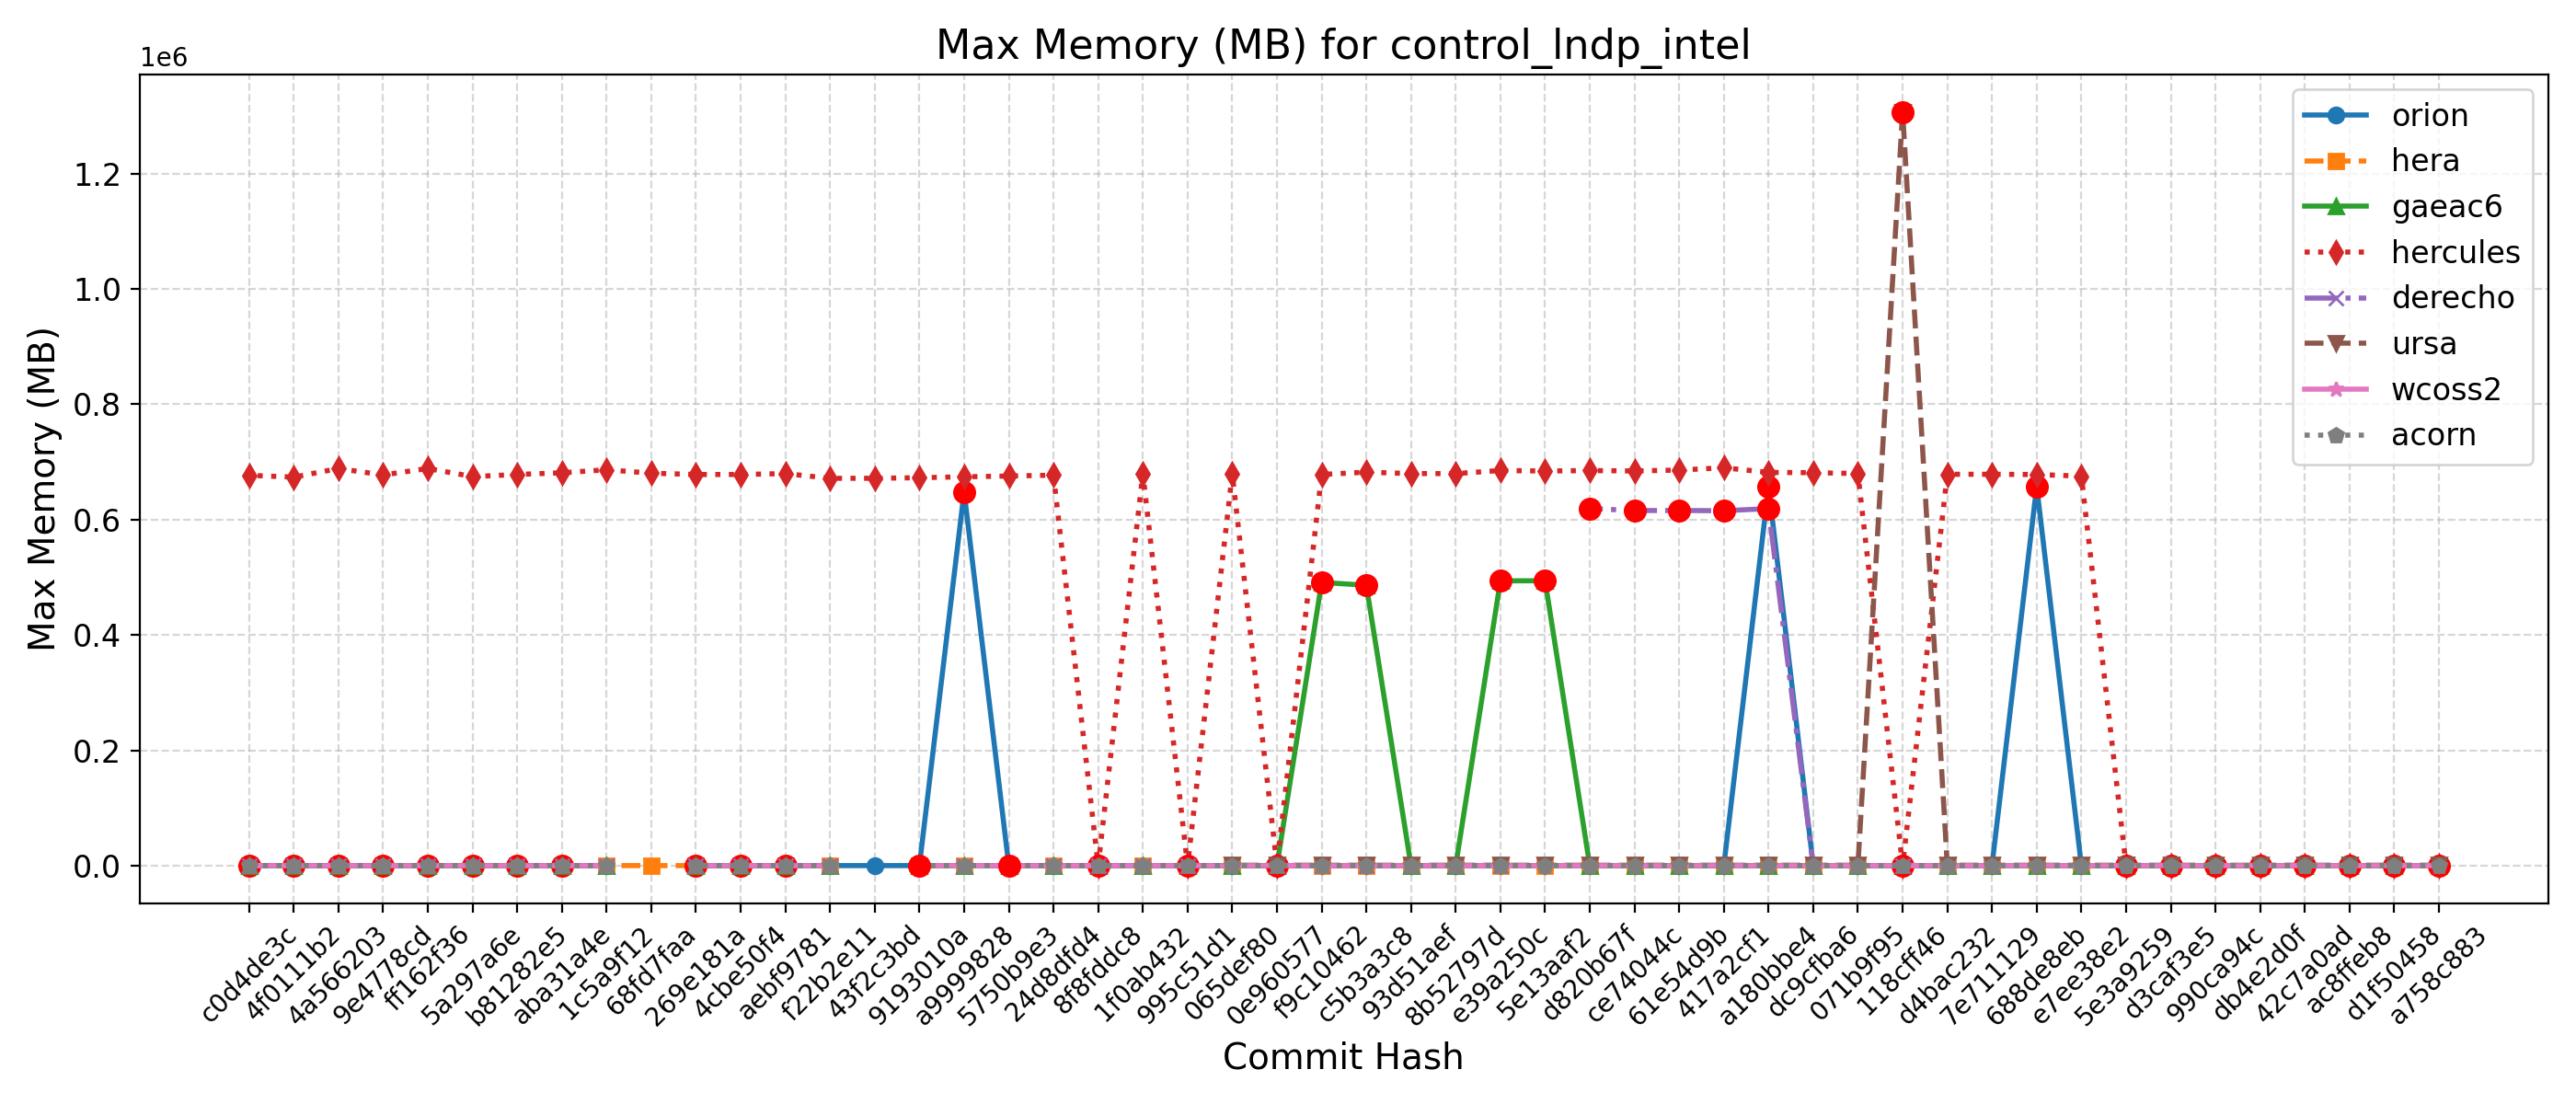 Max Memory (MB) for control_lndp_intel
1e6
1.2
1.0
0.8
0.6
0.4
0.2
0.0
Max Memory (MB)
orion
hera
gaeac6
hercules
derecho
ursa
wcoss2
acorn
c0d4de3c
4f0111b2
4a566203
9e4778cd
ff162f36
5a297a6e
b81282e5
aba31a4e
1c5a9f12
68fd7faa
269e181a
4cbe50f4
aebf9781
f22b2e11
43f2c3bd
9193010a
a9999828
5750b9e3
24d8dfd4
8f8fddc8
1f0ab432
995c51d1
065def80
0e960577
f9c10462
c5b3a3c8
93d51aef
8b52797d
e39a250c
5e13aaf2
d820b67f
ce74044c
61e54d9b
417a2cf1
a180bbe4
dc9cfba6
071b9f95
118cff46
d4bac232
7e711129
688de8eb
e7ee38e2
5e3a9259
d3caf3e5
990ca94c
db4e2d0f
42c7a0ad
ac8ffeb8
d1f50458
a758c883
Commit Hash